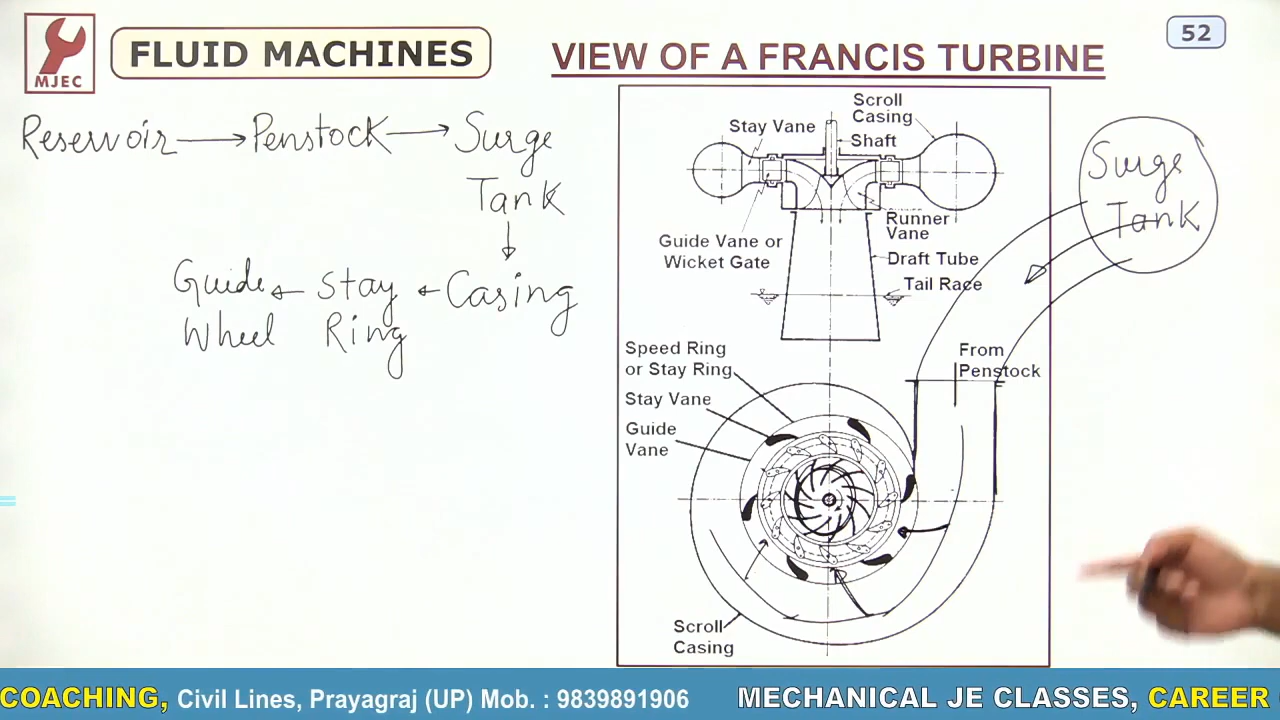 MJEC
FLUID MACHINES
VIEW OF A FRANCIS TURBINE
52
Reservoir → Penstock → Surge
Tank
Casing
Stay
Ring
Guide
Wheel
Scroll
Casing
Stay Vane
Shaft
Runner
Vane
Guide Vane or
Wicket Gate
Draft Tube
Tail Race
Surge
Tank
Speed Ring
or Stay Ring
Stay Vane
Guide
Vane
From
Penstock
Scroll
Casing
COACHING, Civil Lines, Prayagraj (UP) Mob. : 9839891906 MECHANICAL JE CLASSES, CAREER